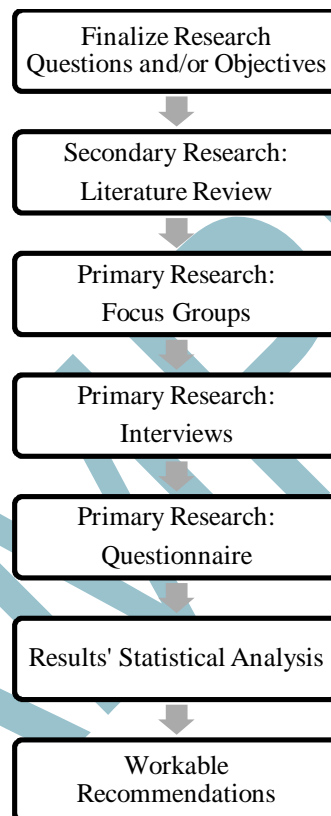 Finalize Research
Questions and/or Objectives
Secondary Research:
Literature Review
Primary Research:
Focus Groups
Primary Research:
Interviews
Primary Research:
Questionnaire
Results' Statistical Analysis
Workable
Recommendations